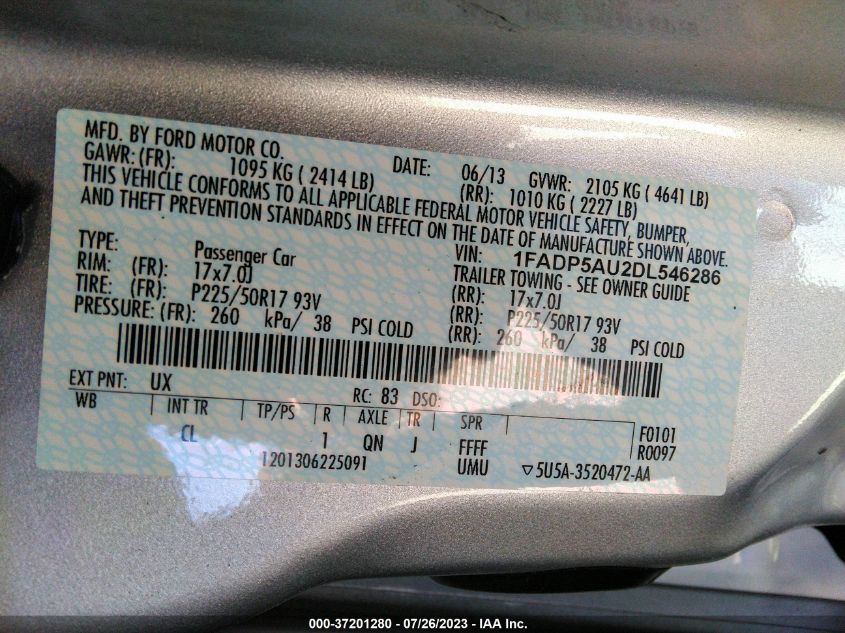 MFD. BY FORD MOTOR CO.
DATE: 06/13 GVWR: 2105 KG ( 4641 LB)
GAWR: (FR): 1095 KG ( 2414 LB) (RR): 1010 KG ( 2227 LB)
THIS VEHICLE CONFORMS TO ALL APPLICABLE FEDERAL MOTOR VEHICLE SAFETY, BUMPER,
AND THEFT PREVENTION STANDARDS IN EFFECT ON THE DATE OF MANUFACTURE SHOWN ABOVE.
VIN: 1FADP5AU2DL546286
TYPE: Passenger Car TRAILER TOWING - SEE OWNER GUIDE
RIM: (FR): 17x7.0J (RR): 17x7.0J
TIRE: (FR): P225/50R17 93V (RR): P225/50R17 93V
PRESSURE: (FR): 260 kPa/ 38 PSI COLD (RR): 260 kPa/ 38 PSI COLD
EXT PNT: UX RC: 83 DSO:
WB INT TR TP/PS R AXLE TR SPR F0101
CL 1 QN J FFFF R0097
1201306225091 UMU ▽5U5A-3520472-AA
000-37201280 - 07/26/2023 - IAA Inc.